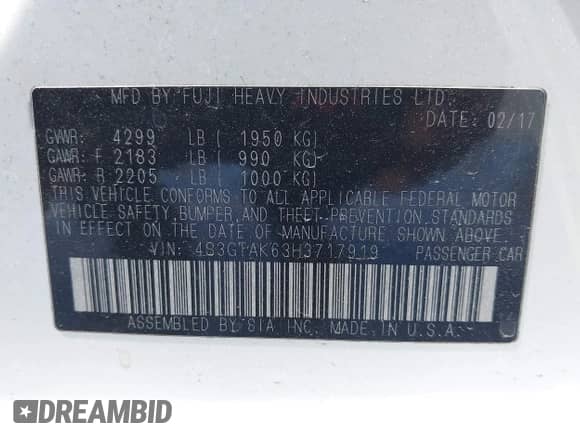 MFD BY FUJI HEAVY INDUSTRIES LTD.
DATE: 02/17
GVWR: 4299 LB ( 1950 KG)
GAWR: F 2183 LB ( 990 KG)
GAWR: R 2205 LB ( 1000 KG)
THIS VEHICLE CONFORMS TO ALL APPLICABLE FEDERAL MOTOR
VEHICLE SAFETY, BUMPER, AND THEFT PREVENTION STANDARDS
IN EFFECT ON THE DATE OF MANUFACTURE SHOWN ABOVE.
VIN: 4S3GTAK63H3717919 PASSENGER CAR
ASSEMBLED BY SIA INC. MADE IN U.S.A.
DREAMBID